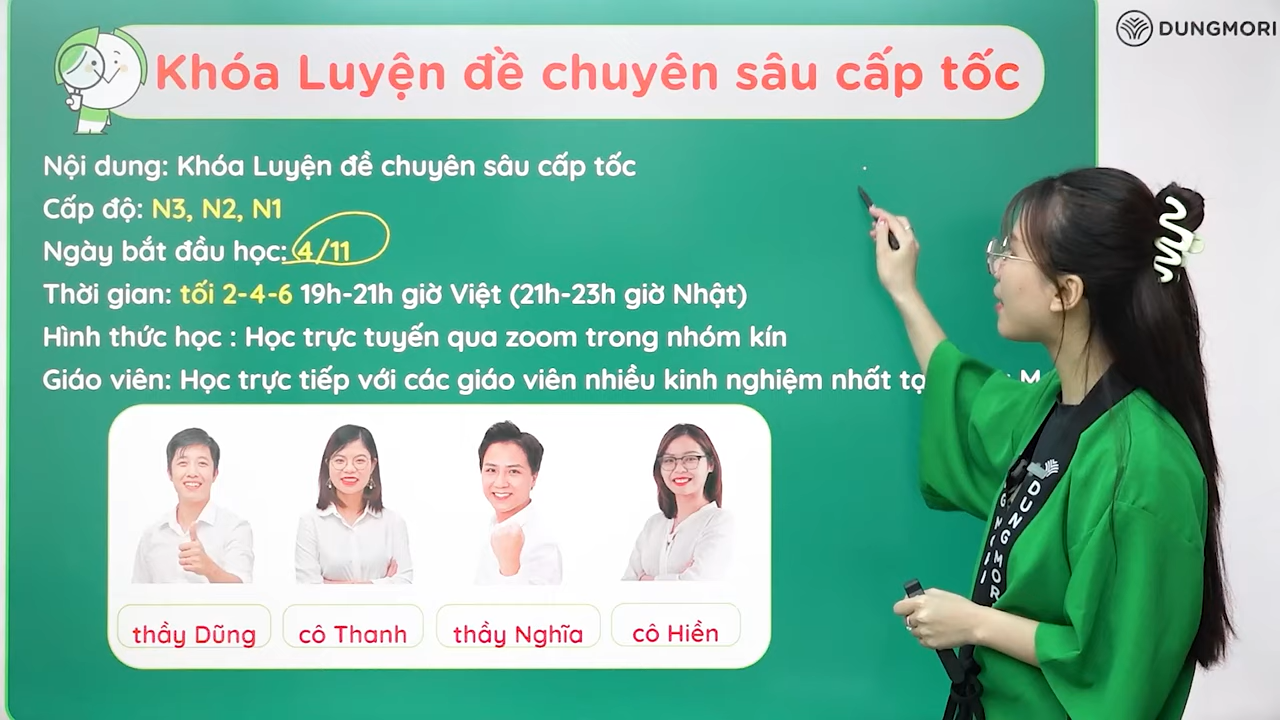 DUNGMORI
Khóa Luyện đề chuyên sâu cấp tốc
Nội dung: Khóa Luyện đề chuyên sâu cấp tốc
Cấp độ: N3, N2, N1
Ngày bắt đầu học: 4/11
Thời gian: tối 2-4-6 19h-21h giờ Việt (21h-23h giờ Nhật)
Hình thức học : Học trực tuyến qua zoom trong nhóm kín
Giáo viên: Học trực tiếp với các giáo viên nhiều kinh nghiệm nhất
thầy Dũng
cô Thanh
thầy Nghĩa
cô Hiền
DUNGMORI